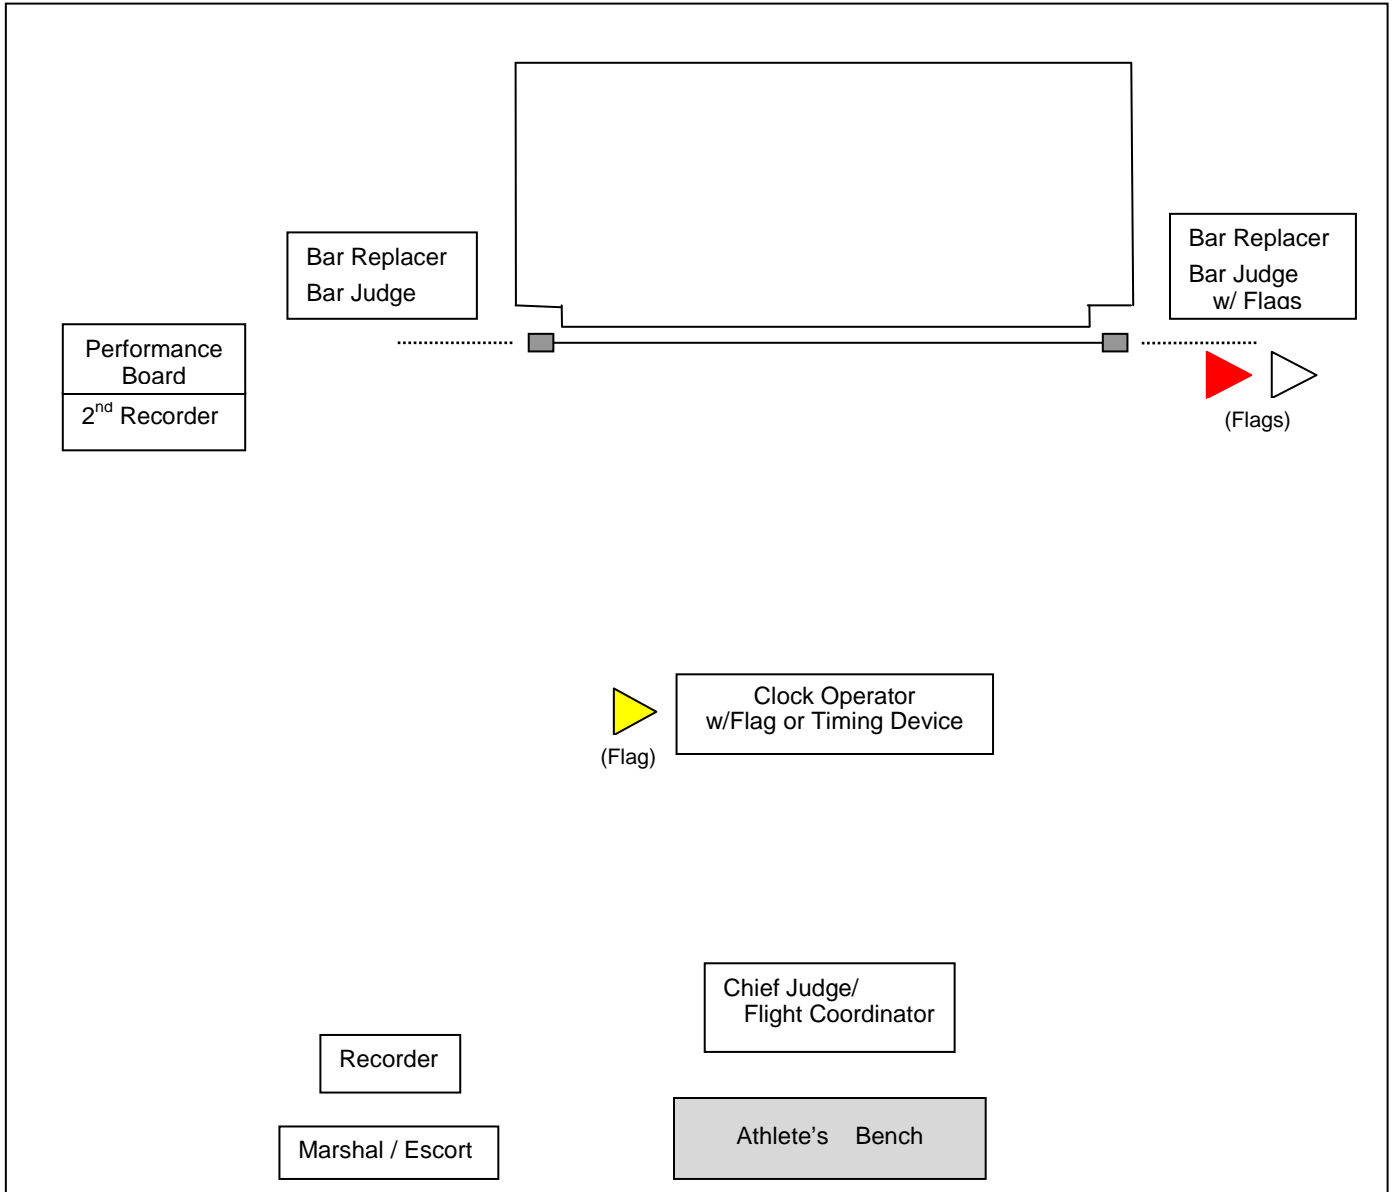 Bar Replacer
Bar Judge
Bar Replacer
Bar Judge
w/ Flags
Performance
Board
2nd Recorder
(Flags)
Clock Operator
w/Flag or Timing Device
(Flag)
Chief Judge/
Flight Coordinator
Recorder
Marshal / Escort
Athlete’s Bench